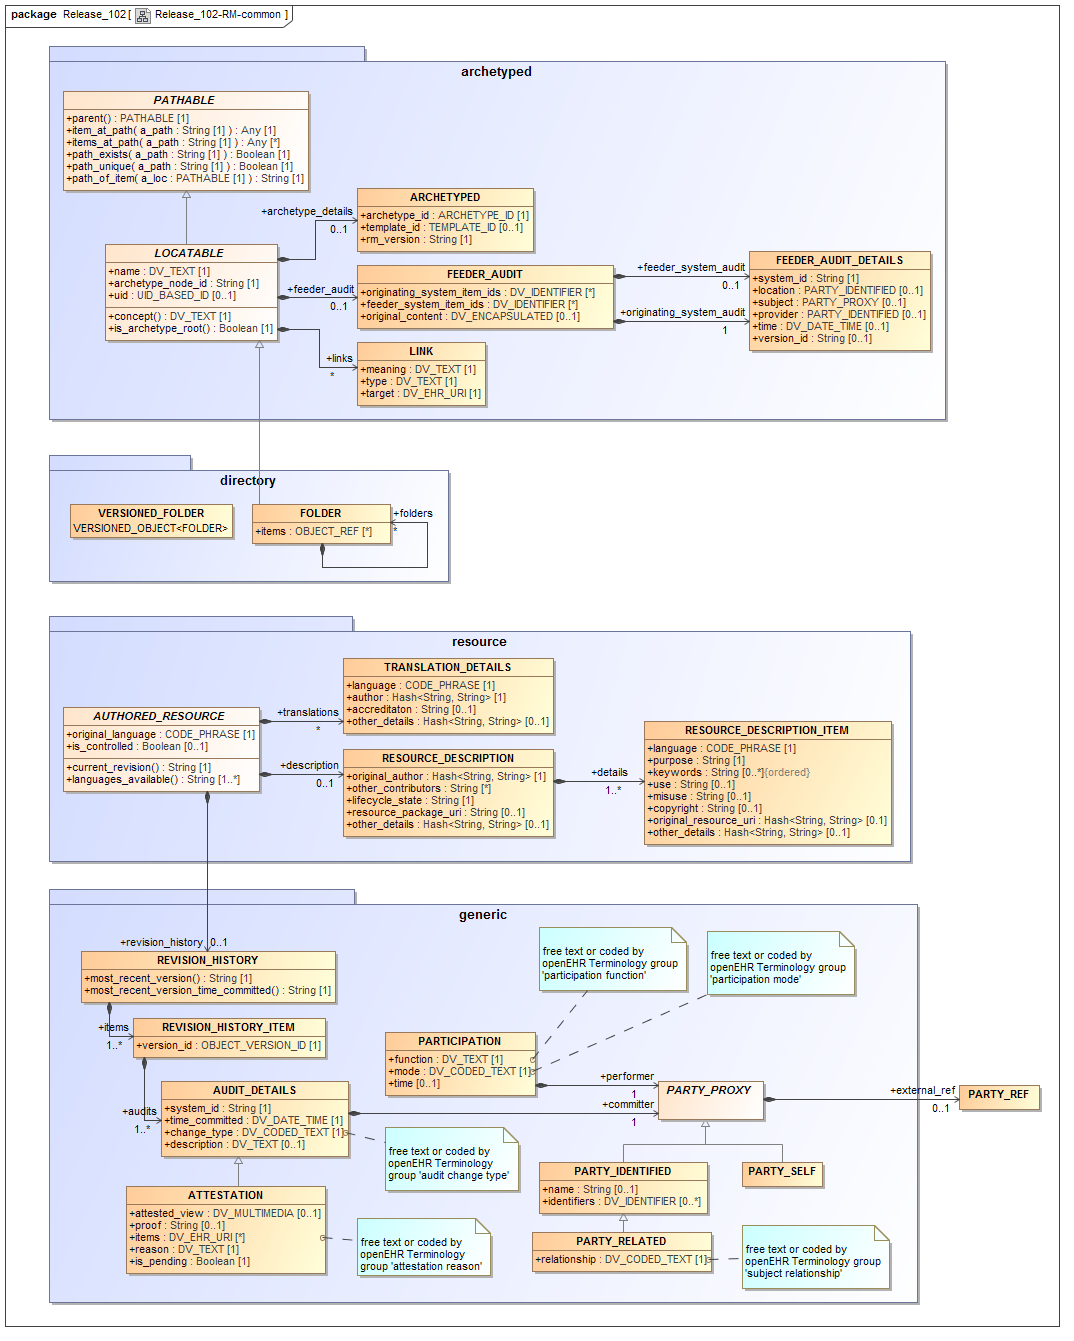 package Release_102 [ Release_102-RM-common ]
archetyped
PATHABLE
+parent() : PATHABLE [1]
+item_at_path( a_path : String [1] ) : Any [1]
+items_at_path( a_path : String [1] ) : Any [*]
+path_exists( a_path : String [1] ) : Boolean [1]
+path_unique( a_path : String [1] ) : Boolean [1]
+path_of_item( a_loc : PATHABLE [1] ) : String [1]
LOCATABLE
+name : DV_TEXT [1]
+archetype_node_id : String [1]
+uid : UID_BASED_ID [0..1]
+concept() : DV_TEXT [1]
+is_archetype_root() : Boolean [1]
+archetype_details
0..1
+feeder_audit
0..1
+links
*
ARCHETYPED
+archetype_id : ARCHETYPE_ID [1]
+template_id : TEMPLATE_ID [0..1]
+rm_version : String [1]
FEEDER_AUDIT
+originating_system_item_ids : DV_IDENTIFIER [*]
+feeder_system_item_ids : DV_IDENTIFIER [*]
+original_content : DV_ENCAPSULATED [0..1]
LINK
+meaning : DV_TEXT [1]
+type : DV_TEXT [1]
+target : DV_EHR_URI [1]
+feeder_system_audit
0..1
+originating_system_audit
1
FEEDER_AUDIT_DETAILS
+system_id : String [1]
+location : PARTY_IDENTIFIED [0..1]
+subject : PARTY_PROXY [0..1]
+provider : PARTY_IDENTIFIED [0..1]
+time : DV_DATE_TIME [0..1]
+version_id : String [0..1]
directory
VERSIONED_FOLDER
VERSIONED_OBJECT<FOLDER>
FOLDER
+items : OBJECT_REF [*]
+folders
*
resource
AUTHORED_RESOURCE
+original_language : CODE_PHRASE [1]
+is_controlled : Boolean [0..1]
+current_revision() : String [1]
+languages_available() : String [1..*]
+translations
*
+description
0..1
TRANSLATION_DETAILS
+language : CODE_PHRASE [1]
+author : Hash<String, String> [1]
+accreditaton : String [0..1]
+other_details : Hash<String, String> [0..1]
RESOURCE_DESCRIPTION
+original_author : Hash<String, String> [1]
+other_contributors : String [*]
+lifecycle_state : String [1]
+resource_package_uri : String [0..1]
+other_details : Hash<String, String> [0..1]
+details
1..*
RESOURCE_DESCRIPTION_ITEM
+language : CODE_PHRASE [1]
+purpose : String [1]
+keywords : String [0..*]{ordered}
+use : String [0..1]
+misuse : String [0..1]
+copyright : String [0..1]
+original_resource_uri : Hash<String, String> [0..1]
+other_details : Hash<String, String> [0..1]
generic
+revision_history 0..1
REVISION_HISTORY
+most_recent_version() : String [1]
+most_recent_version_time_committed() : String [1]
+items
1..*
REVISION_HISTORY_ITEM
+version_id : OBJECT_VERSION_ID [1]
+audits
1..*
AUDIT_DETAILS
+system_id : String [1]
+time_committed : DV_DATE_TIME [1]
+change_type : DV_CODED_TEXT [1]
+description : DV_TEXT [0..1]
ATTESTATION
+attested_view : DV_MULTIMEDIA [0..1]
+proof : String [0..1]
+items : DV_EHR_URI [*]
+reason : DV_TEXT [1]
+is_pending : Boolean [1]
free text or coded by
openEHR Terminology group
'participation function'
free text or coded by
openEHR Terminology group
'participation mode'
PARTICIPATION
+function : DV_TEXT [1]
+mode : DV_CODED_TEXT [1]
+time [0..1]
+performer
1
+committer
1
PARTY_PROXY
+external_ref
0..1
PARTY_REF
free text or coded by
openEHR Terminology
group 'audit change type'
PARTY_IDENTIFIED
+name : String [0..1]
+identifiers : DV_IDENTIFIER [0..*]
PARTY_SELF
PARTY_RELATED
+relationship : DV_CODED_TEXT [1]
free text or coded by
openEHR Terminology
group 'attestation reason'
free text or coded by
openEHR Terminology group
'subject relationship'